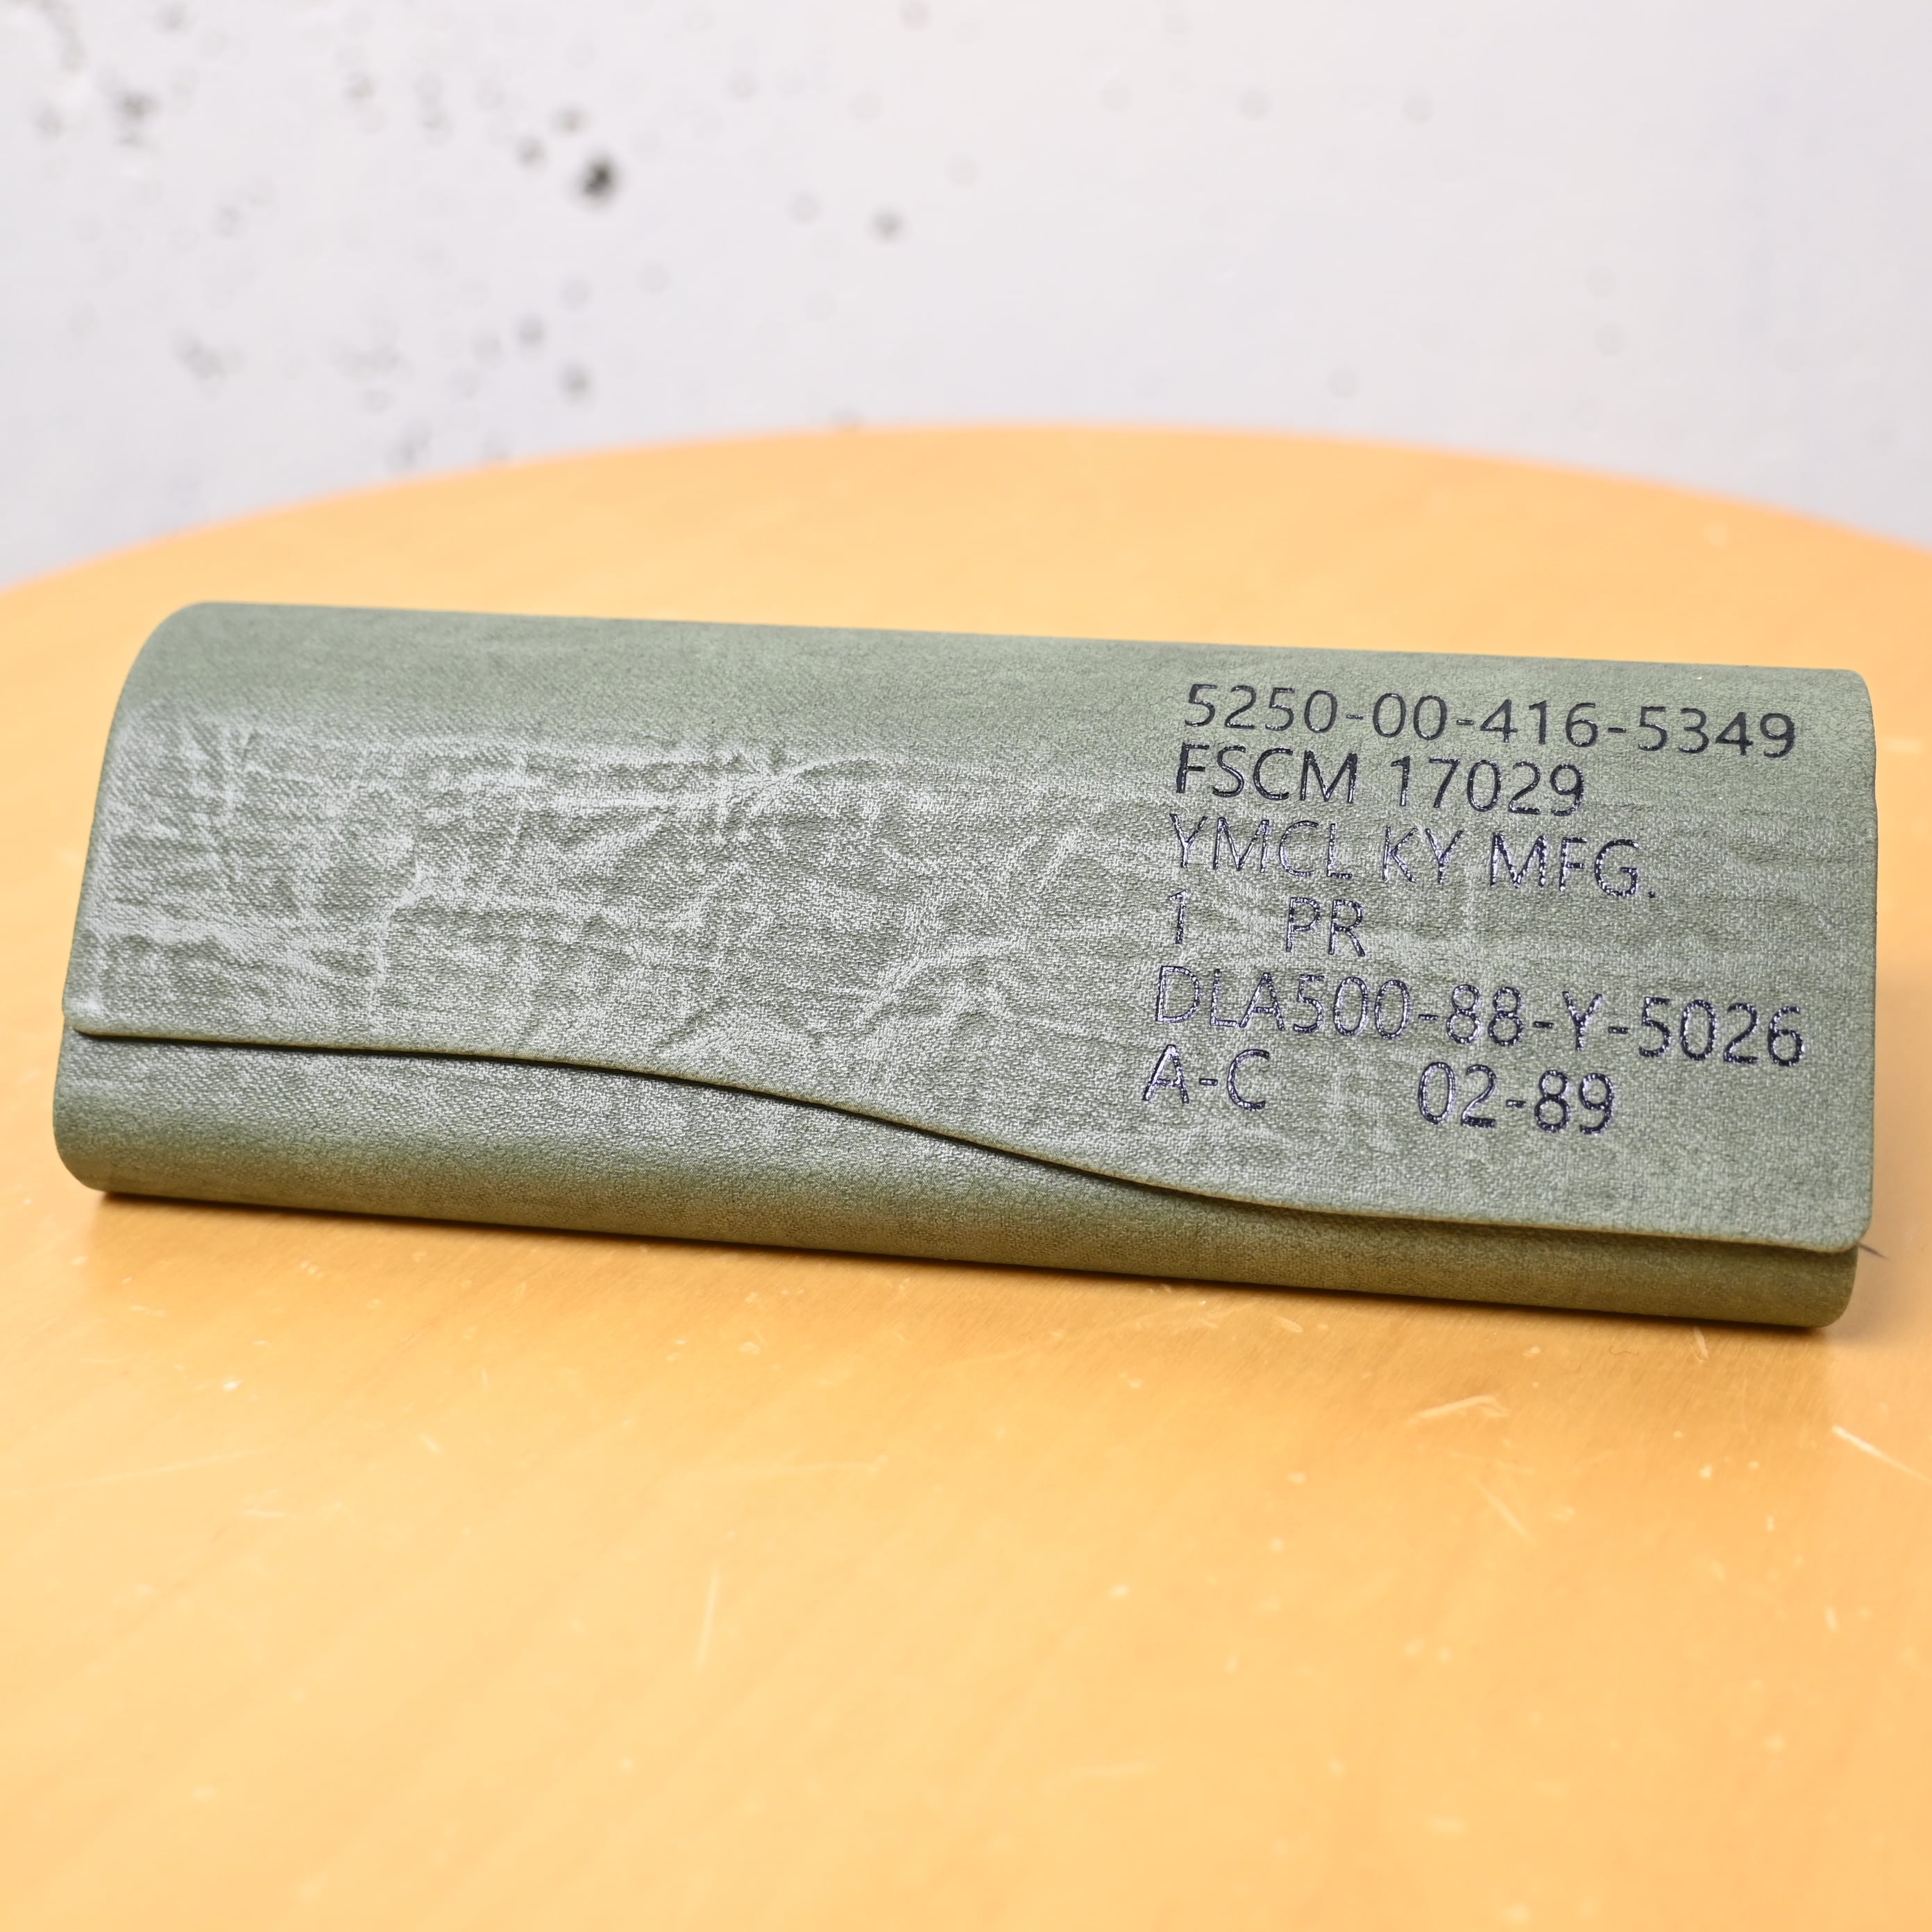 5250-00-416-5349
FSCM 17029
YMCL KY MFG.
1 PR
DLA500-88-Y-5026
A-C 02-89